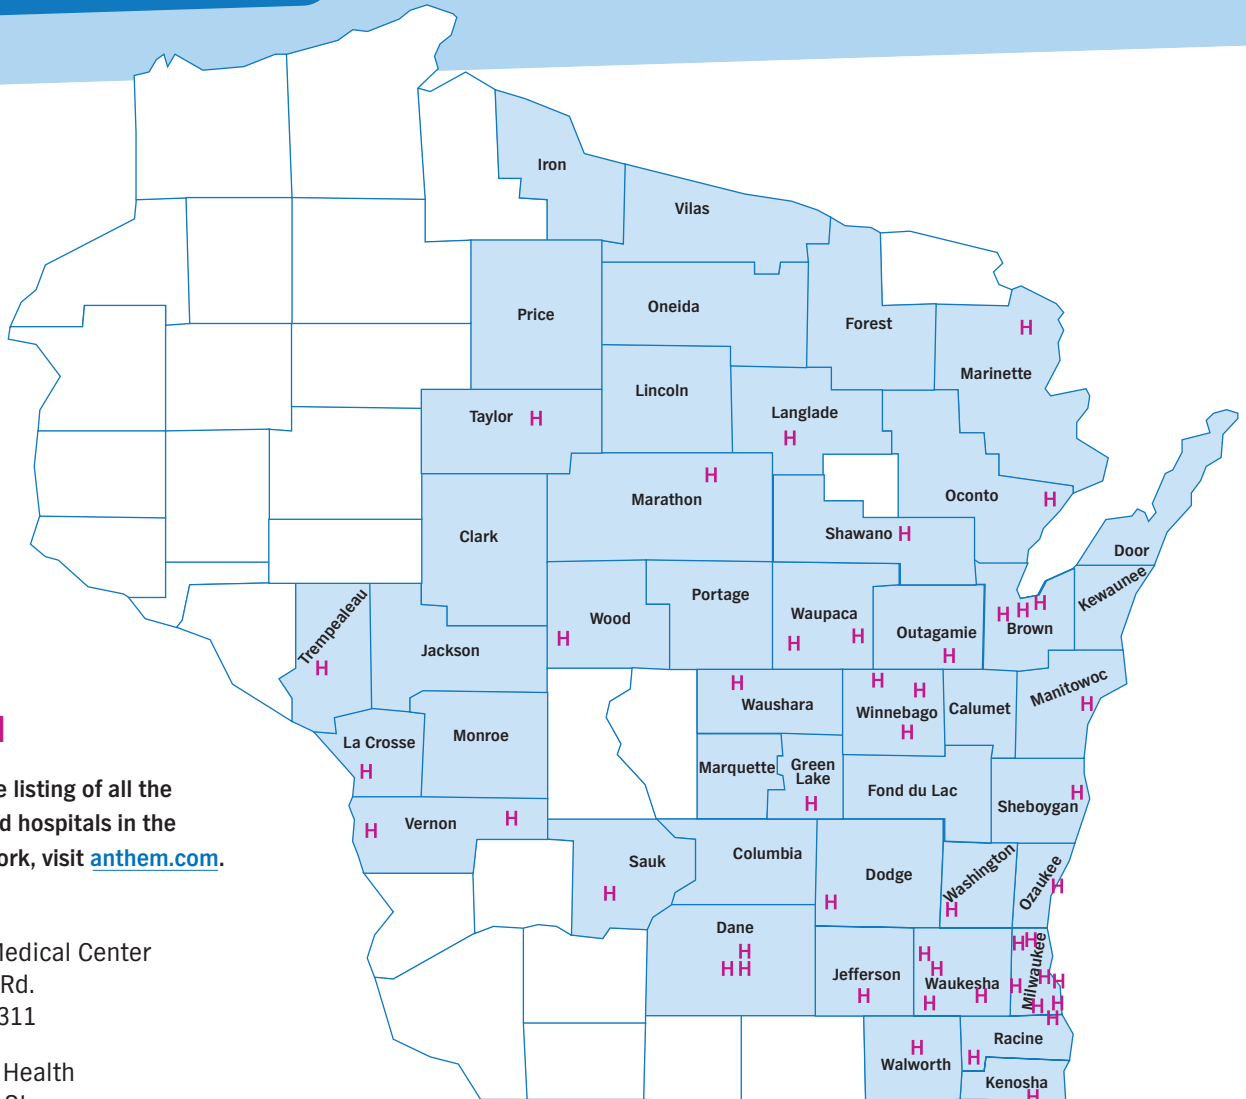 Iron
Vilas
Price
Oneida
Forest
H
Marinette
Lincoln
Taylor H
Langlade
H
H
Marathon
Oconto H
Clark
Shawano H
Door
Kewaunee
Trempealeau
H
Wood
H
Portage
Waupaca
H H
Outagamie
H
H H H
Brown
Jackson
H
Waushara
H H
Winnebago
H
Calumet
Manitowoc
H
La Crosse
H
Monroe
Marquette
Green
Lake
H
Fond du Lac
H
Sheboygan
e listing of all the
d hospitals in the
ork, visit anthem.com.
Vernon H
H
Sauk
H
Columbia
Dodge
H
Washington
H
Ozaukee
H
Dane
H
H H
Jefferson
H
H
H
Waukesha
H H
H H
Milwaukee
H H H
H H
H
edical Center
Rd.
311
Health
H
Walworth
Racine
H
Kenosha
H